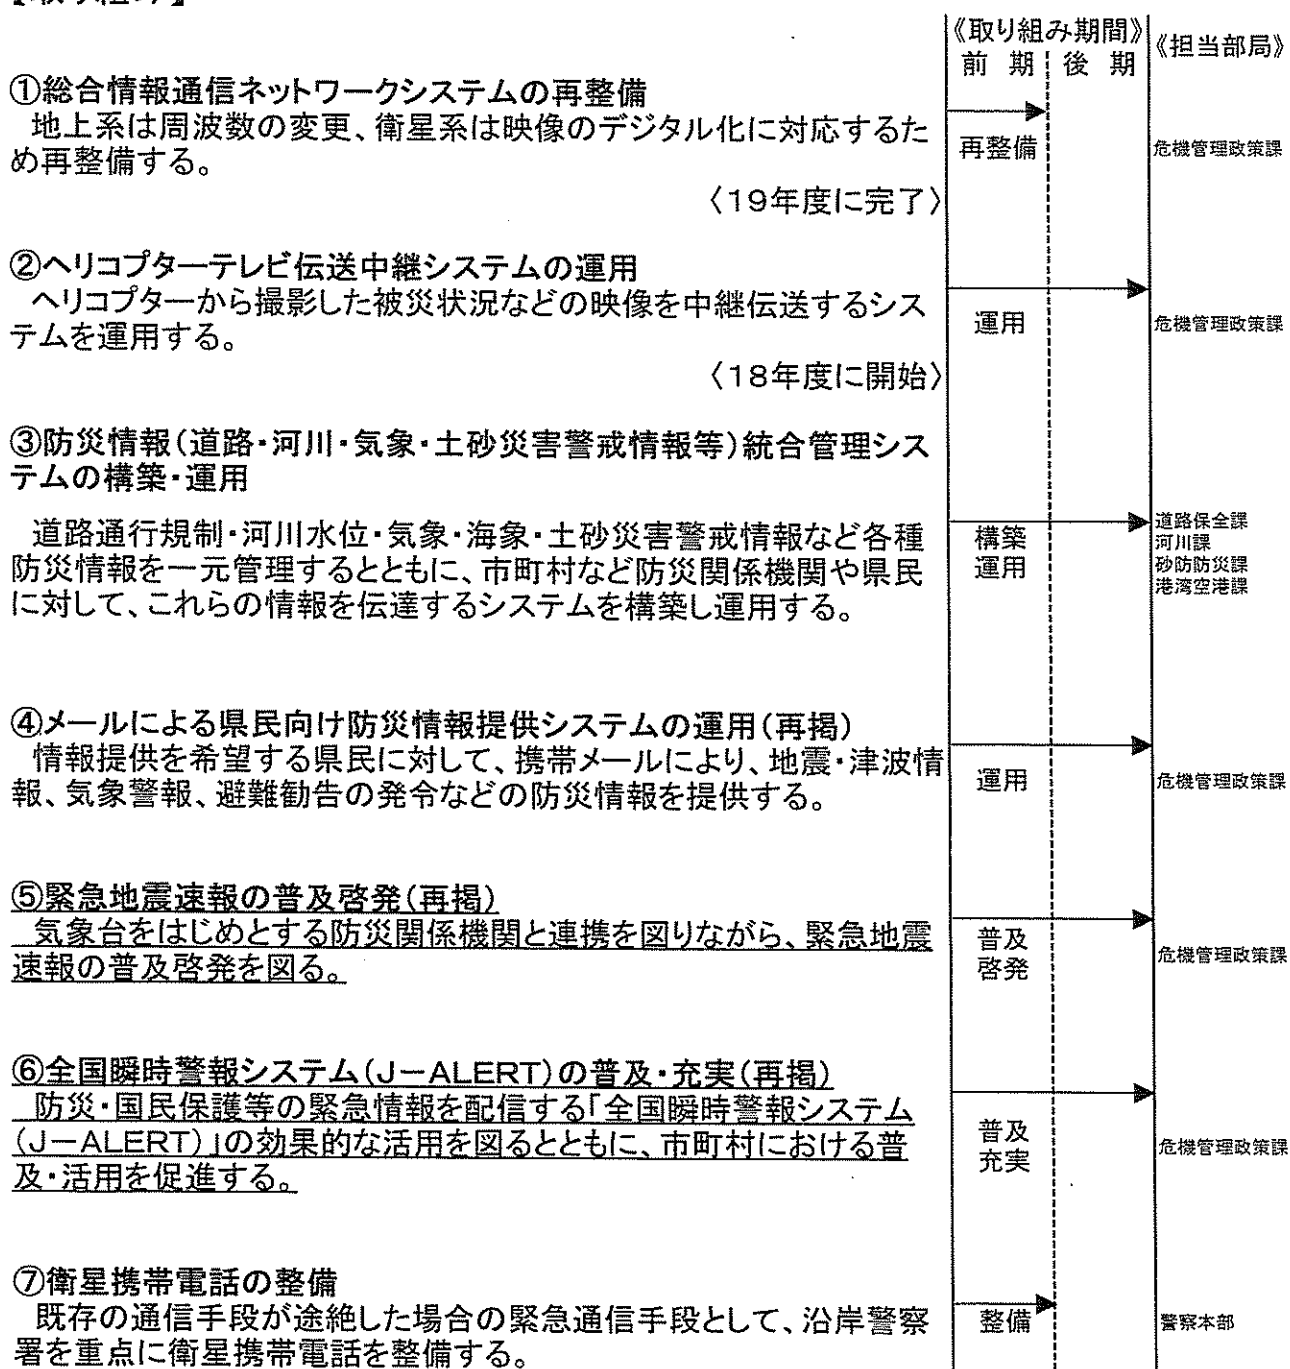 《取り組み期間》
前 期 後 期
《担当部局》
①総合情報通信ネットワークシステムの再整備
地上系は周波数の変更、衛星系は映像のデジタル化に対応するた
め再整備する。
〈19年度に完了〉
再整備
危機管理政策課
②ヘリコプターテレビ伝送中継システムの運用
ヘリコプターから撮影した被災状況などの映像を中継伝送するシス
テムを運用する。
〈18年度に開始〉
運用
危機管理政策課
③防災情報(道路・河川・気象・土砂災害警戒情報等)統合管理シス
テムの構築・運用
道路通行規制・河川水位・気象・海象・土砂災害警戒情報など各種
防災情報を一元管理するとともに、市町村など防災関係機関や県民
に対して、これらの情報を伝達するシステムを構築し運用する。
構築
運用
道路保全課
河川課
砂防防災課
港湾空港課
④メールによる県民向け防災情報提供システムの運用(再掲)
情報提供を希望する県民に対して、携帯メールにより、地震・津波情
報、気象警報、避難勧告の発令などの防災情報を提供する。
運用
危機管理政策課
⑤緊急地震速報の普及啓発(再掲)
気象台をはじめとする防災関係機関と連携を図りながら、緊急地震
速報の普及啓発を図る。
普及
啓発
危機管理政策課
⑥全国瞬時警報システム(J-ALERT)の普及・充実(再掲)
防災・国民保護等の緊急情報を配信する「全国瞬時警報システム
(J-ALERT)」の効果的な活用を図るとともに、市町村における普
及・活用を促進する。
普及
充実
危機管理政策課
⑦衛星携帯電話の整備
既存の通信手段が途絶した場合の緊急通信手段として、沿岸警察
署を重点に衛星携帯電話を整備する。
整備
警察本部